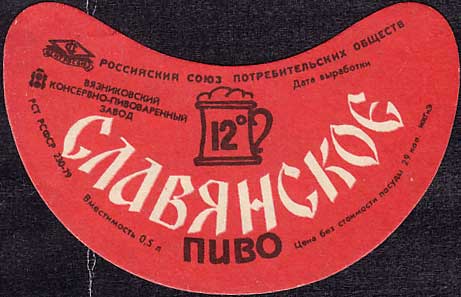 РОССИЙСКИЙ СОЮЗ ПОТРЕБИТЕЛЬСКИХ ОБЩЕСТВ
ВЯЗНИКОВСКИЙ
КОНСЕРВНО-ПИВОВАРЕННЫЙ
ЗАВОД
Дата выработки
РСТ РСФСР 230-79
12°
СЛАВЯНСКОЕ
ПИВО
Вместимость 0,5 л
Цена без стоимости посуды 29 коп.